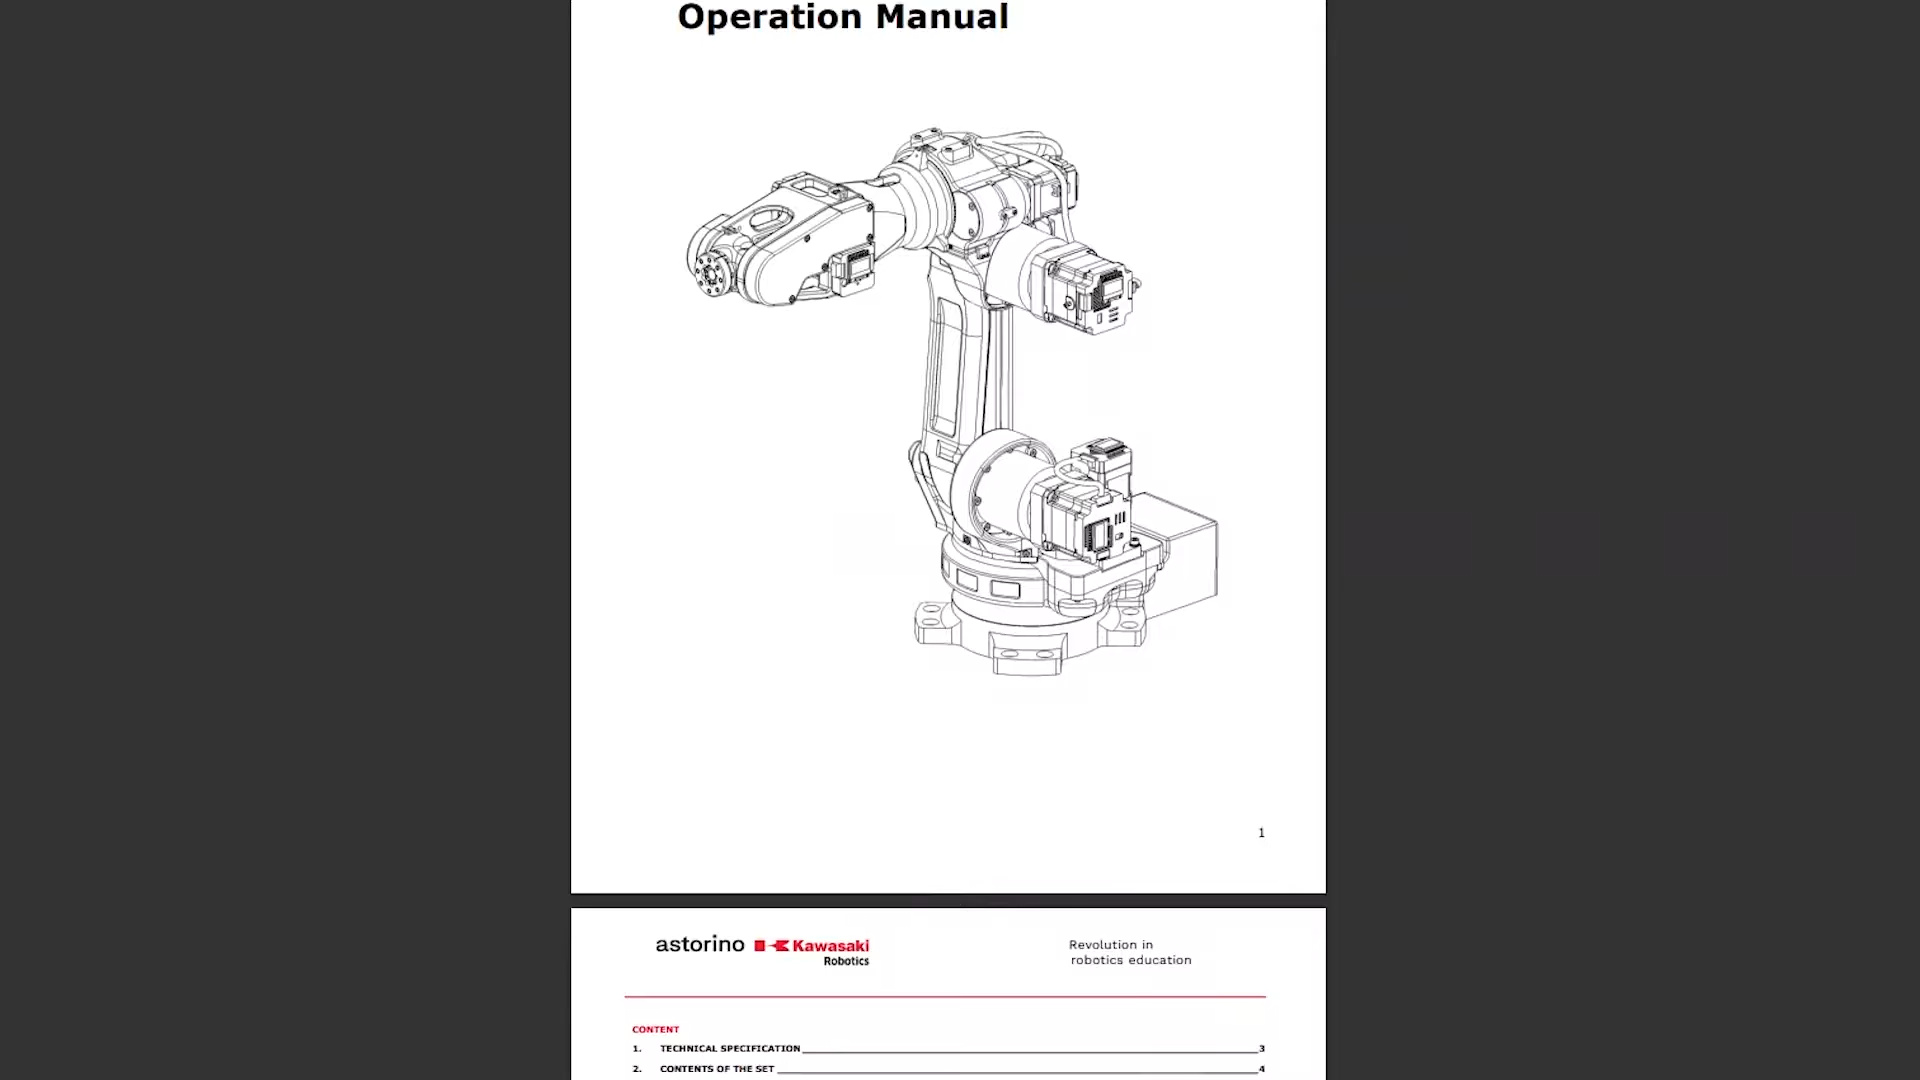 Operation Manual
1
astorino Kawasaki
Robotics
Revolution in
robotics education
CONTENT
1. TECHNICAL SPECIFICATION 3
2. CONTENTS OF THE SET 4